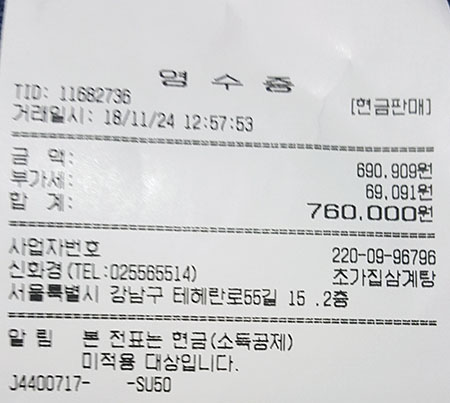 영 수 증
TID: 11682736
[현금판매]
거래일시: 18/11/24 12:57:53
금 액: 690,909원
부가세: 69,091원
합 계: 760,000원
사업자번호 220-09-96796
신화경(TEL:025565514) 초가집삼계탕
서울특별시 강남구 테헤란로55길 15 .2층
알 림 본 전표는 현금(소득공제)
미적용 대상입니다.
J4400717- -SU50